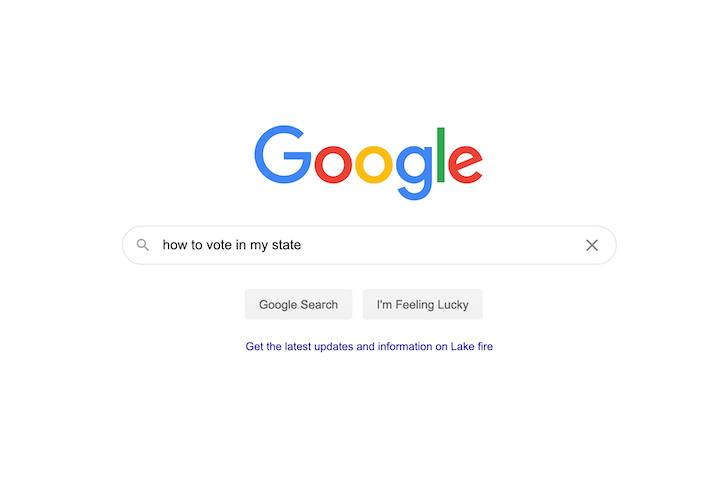 Google
how to vote in my state
Google Search I'm Feeling Lucky
Get the latest updates and information on Lake fire